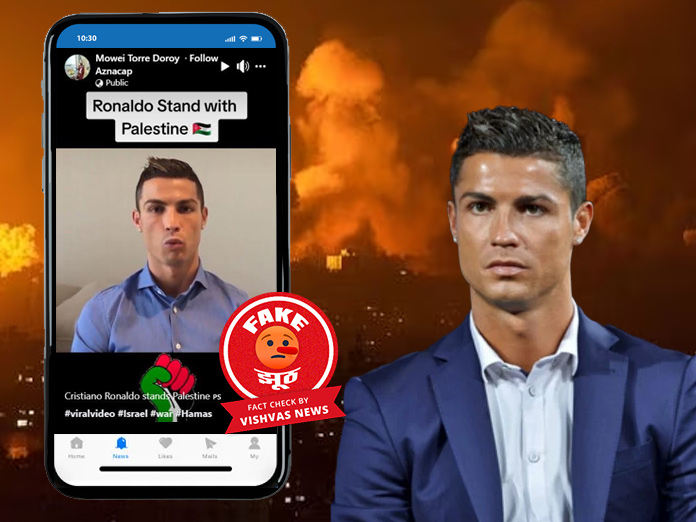 10:30
Mowei Torre Doroy · Follow
Aznacap
Public
Ronaldo Stand with
Palestine 🇵🇸
FAKE
झूठ
FACT CHECK BY
VISHVAS NEWS
Cristiano Ronaldo stands Palestine PS
#viralvideo #Israel #war #Hamas
Home News Likes Mails My